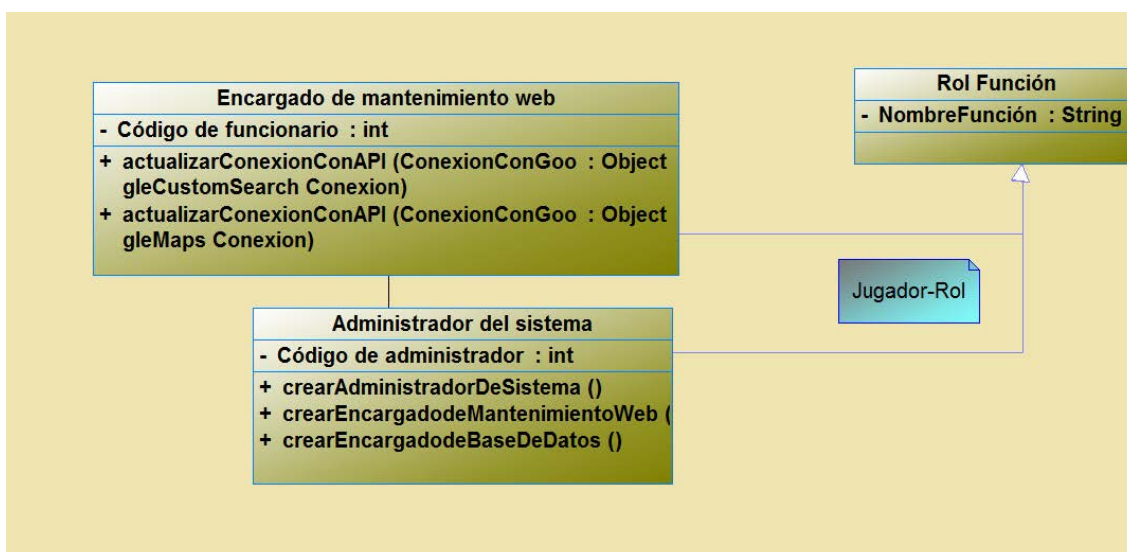 Encargado de mantenimiento web
- Código de funcionario : int
+ actualizarConexionConAPI (ConexionConGoo : Object
gleCustomSearch Conexion)
+ actualizarConexionConAPI (ConexionConGoo : Object
gleMaps Conexion)
Rol Función
- NombreFunción : String
Jugador-Rol
Administrador del sistema
- Código de administrador : int
+ crearAdministradorDeSistema ()
+ crearEncargadodeMantenimientoWeb (
+ crearEncargadodeBaseDeDatos ()